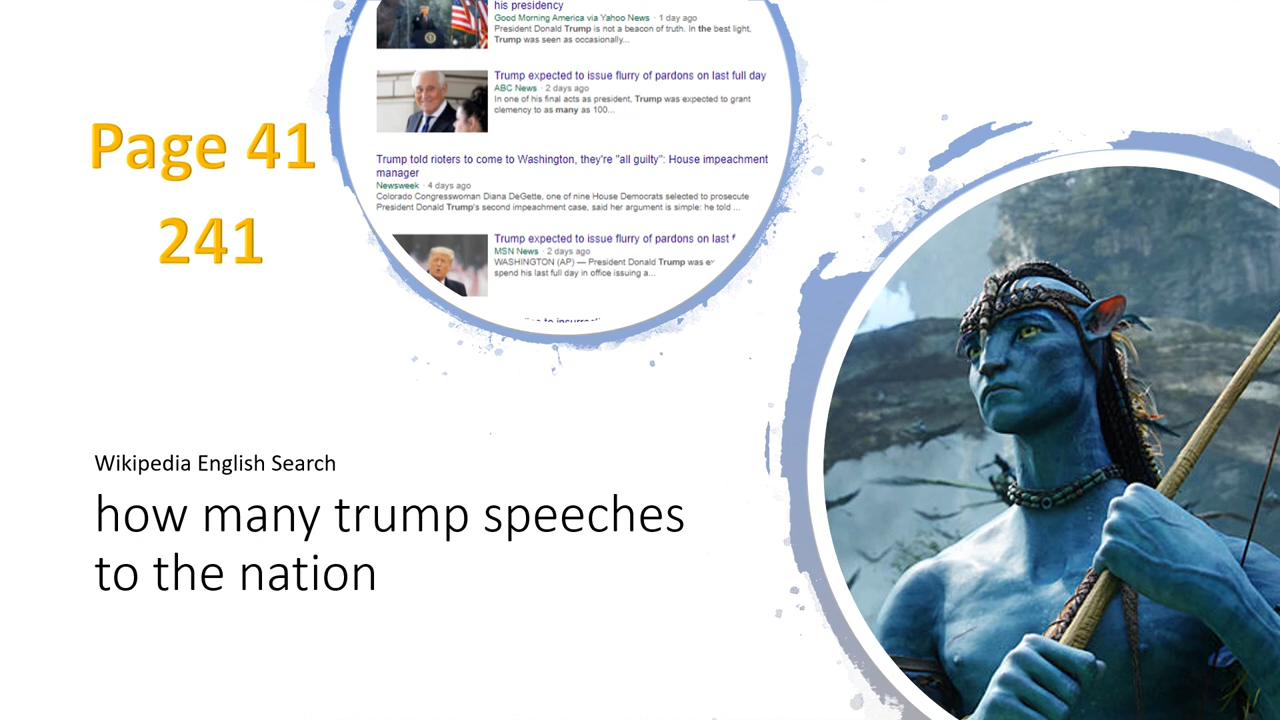 his presidency
Good Morning America via Yahoo News · 1 day ago
President Donald Trump is not a beacon of truth. In the best light,
Trump was seen as occasionally...
Trump expected to issue flurry of pardons on last full day
ABC News · 2 days ago
In one of his final acts as president, Trump was expected to grant
clemency to as many as 100...
Trump told rioters to come to Washington, they're "all guilty": House impeachment
manager
Newsweek · 4 days ago
Colorado Congresswoman Diana DeGette, one of nine House Democrats selected to prosecute
President Donald Trump's second impeachment case, said her argument is simple: he told ...
Trump expected to issue flurry of pardons on last f
MSN News · 2 days ago
WASHINGTON (AP) — President Donald Trump was
spend his last full day in office issuing a...
Page 41
241
Wikipedia English Search
how many trump speeches
to the nation